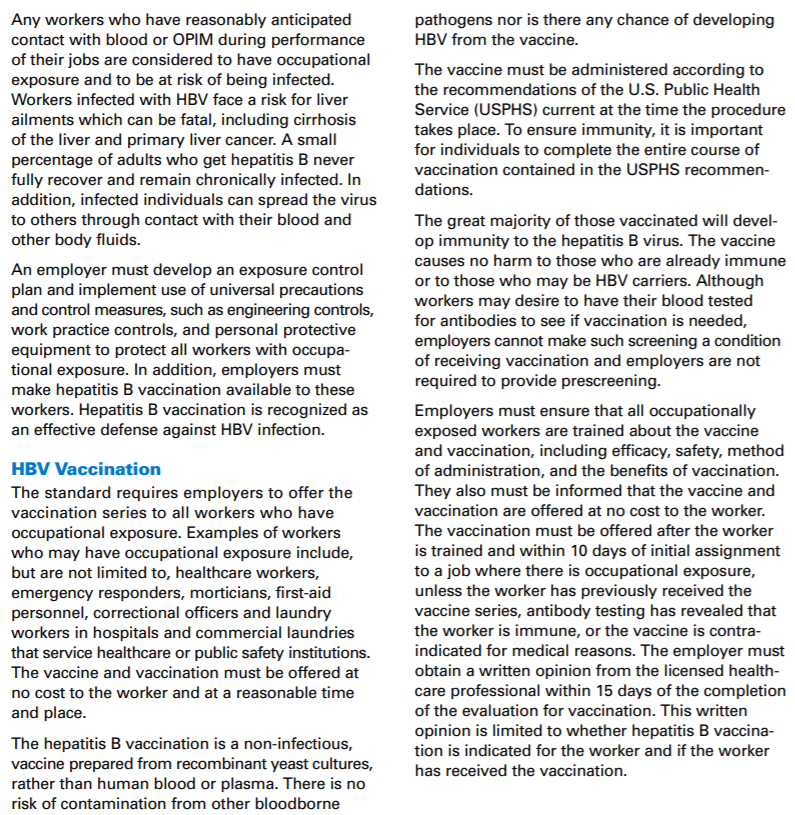 Any workers who have reasonably anticipated
contact with blood or OPIM during performance
of their jobs are considered to have occupational
exposure and to be at risk of being infected.
Workers infected with HBV face a risk for liver
ailments which can be fatal, including cirrhosis
of the liver and primary liver cancer. A small
percentage of adults who get hepatitis B never
fully recover and remain chronically infected. In
addition, infected individuals can spread the virus
to others through contact with their blood and
other body fluids.
An employer must develop an exposure control
plan and implement use of universal precautions
and control measures, such as engineering controls,
work practice controls, and personal protective
equipment to protect all workers with occupa-
tional exposure. In addition, employers must
make hepatitis B vaccination available to these
workers. Hepatitis B vaccination is recognized as
an effective defense against HBV infection.
HBV Vaccination
The standard requires employers to offer the
vaccination series to all workers who have
occupational exposure. Examples of workers
who may have occupational exposure include,
but are not limited to, healthcare workers,
emergency responders, morticians, first-aid
personnel, correctional officers and laundry
workers in hospitals and commercial laundries
that service healthcare or public safety institutions.
The vaccine and vaccination must be offered at
no cost to the worker and at a reasonable time
and place.
The hepatitis B vaccination is a non-infectious,
vaccine prepared from recombinant yeast cultures,
rather than human blood or plasma. There is no
risk of contamination from other bloodborne
pathogens nor is there any chance of developing
HBV from the vaccine.
The vaccine must be administered according to
the recommendations of the U.S. Public Health
Service (USPHS) current at the time the procedure
takes place. To ensure immunity, it is important
for individuals to complete the entire course of
vaccination contained in the USPHS recommen-
dations.
The great majority of those vaccinated will devel-
op immunity to the hepatitis B virus. The vaccine
causes no harm to those who are already immune
or to those who may be HBV carriers. Although
workers may desire to have their blood tested
for antibodies to see if vaccination is needed,
employers cannot make such screening a condition
of receiving vaccination and employers are not
required to provide prescreening.
Employers must ensure that all occupationally
exposed workers are trained about the vaccine
and vaccination, including efficacy, safety, method
of administration, and the benefits of vaccination.
They also must be informed that the vaccine and
vaccination are offered at no cost to the worker.
The vaccination must be offered after the worker
is trained and within 10 days of initial assignment
to a job where there is occupational exposure,
unless the worker has previously received the
vaccine series, antibody testing has revealed that
the worker is immune, or the vaccine is contra-
indicated for medical reasons. The employer must
obtain a written opinion from the licensed health-
care professional within 15 days of the completion
of the evaluation for vaccination. This written
opinion is limited to whether hepatitis B vaccina-
tion is indicated for the worker and if the worker
has received the vaccination.